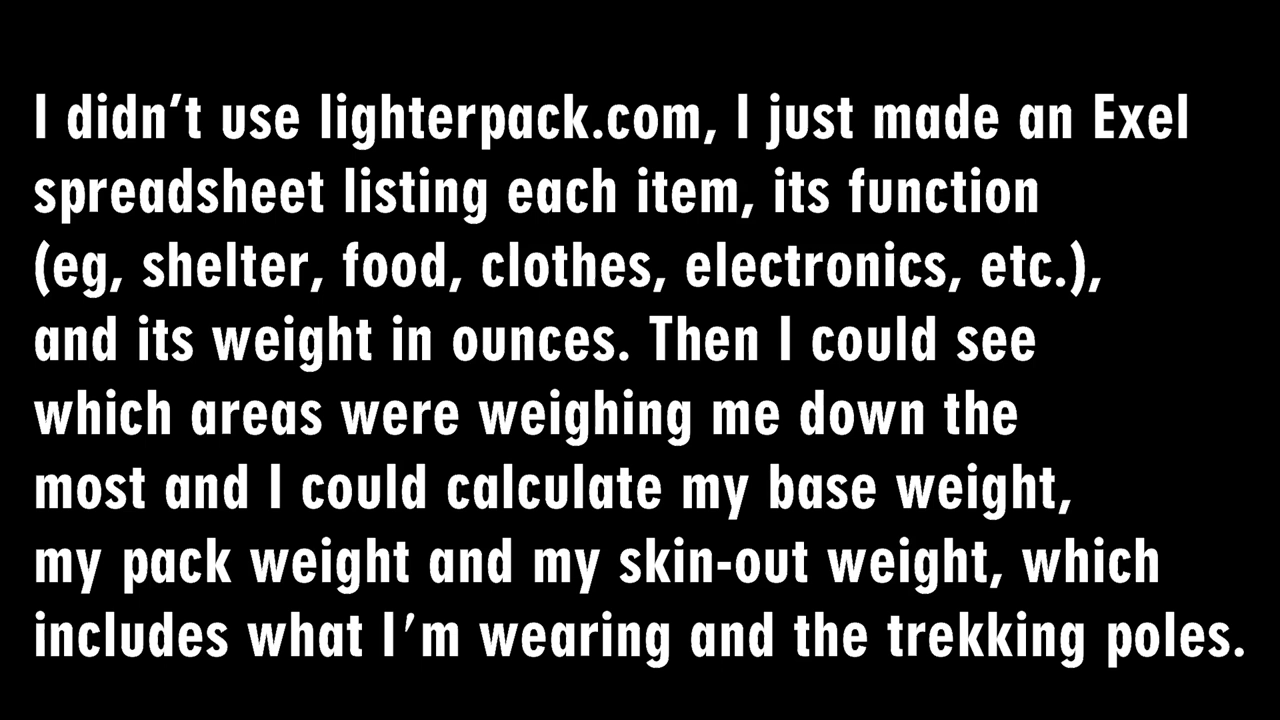 I didn’t use lighterpack.com, I just made an Exel
spreadsheet listing each item, its function
(eg, shelter, food, clothes, electronics, etc.),
and its weight in ounces. Then I could see
which areas were weighing me down the
most and I could calculate my base weight,
my pack weight and my skin-out weight, which
includes what I'm wearing and the trekking poles.